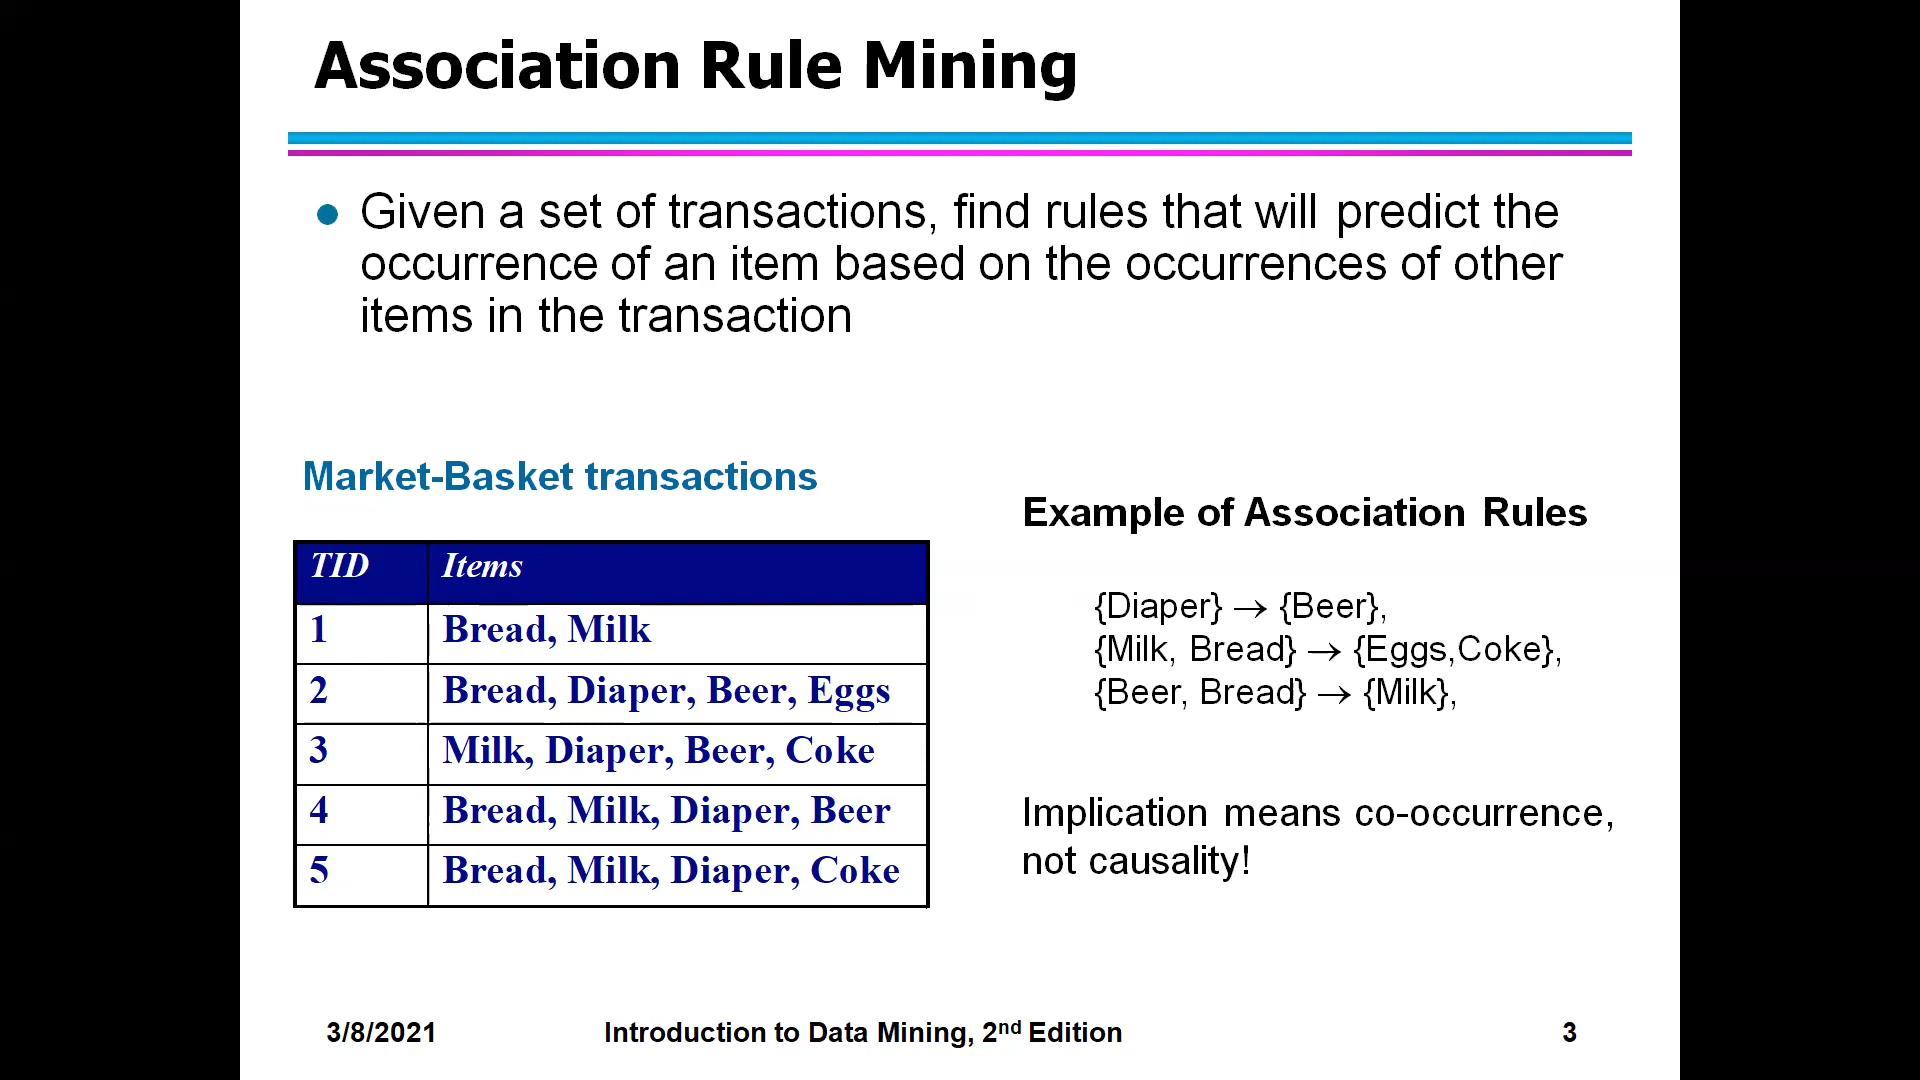 Association Rule Mining
● Given a set of transactions, find rules that will predict the
occurrence of an item based on the occurrences of other
items in the transaction
Market-Basket transactions
TID Items
1 Bread, Milk
2 Bread, Diaper, Beer, Eggs
3 Milk, Diaper, Beer, Coke
4 Bread, Milk, Diaper, Beer
5 Bread, Milk, Diaper, Coke
Example of Association Rules
{Diaper} → {Beer},
{Milk, Bread} → {Eggs,Coke},
{Beer, Bread} → {Milk},
Implication means co-occurrence,
not causality!
3/8/2021 Introduction to Data Mining, 2nd Edition 3